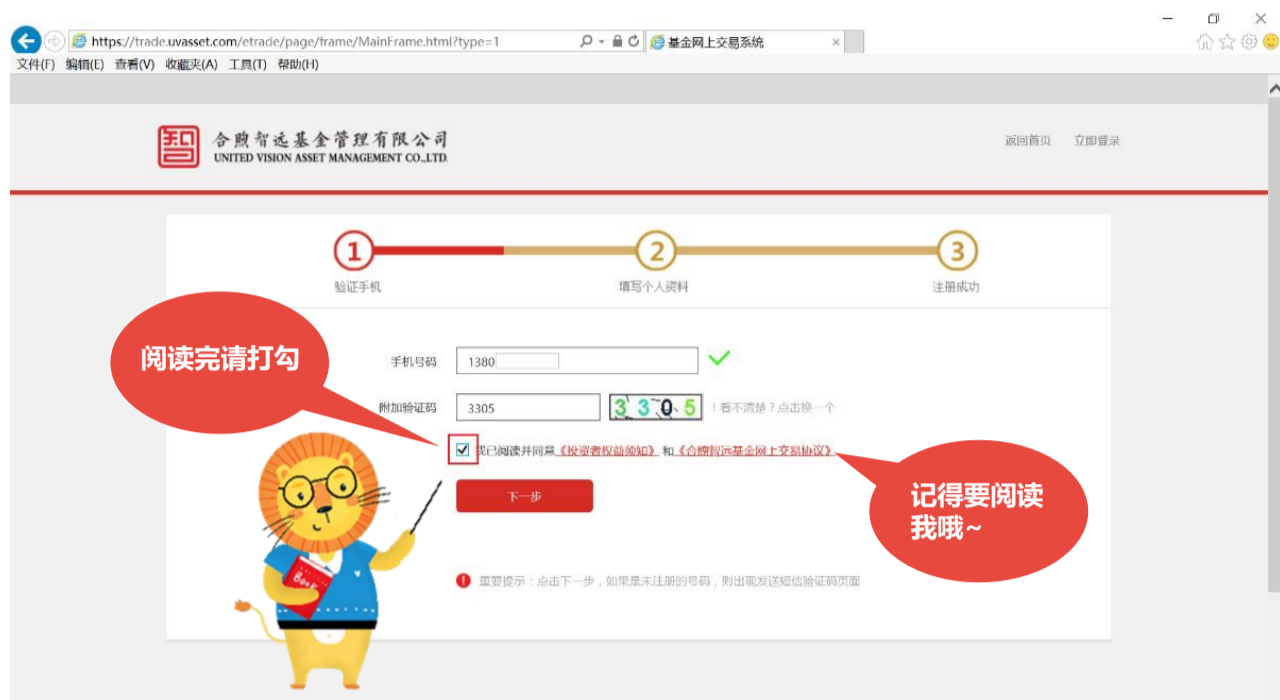 https://trade.uvasset.com/etrade/page/frame/MainFrame.html?type=1
基金网上交易系统
文件(F) 编辑(E) 查看(V) 收藏夹(A) 工具(T) 帮助(H)
知
合煦智远基金管理有限公司
UNITED VISION ASSET MANAGEMENT CO.,LTD.
返回首页 立即登录
1 2 3
验证手机 填写个人资料 注册成功
阅读完请打勾
手机号码 1380
附加验证码 3305 3305 !看不清楚?点击换一个
我已阅读并同意《投资者权益须知》和《合煦智远基金网上交易协议》
下一步
记得要阅读
我哦~
Book
! 重要提示:点击下一步,如果是未注册的号码,则出现发送短信验证码页面